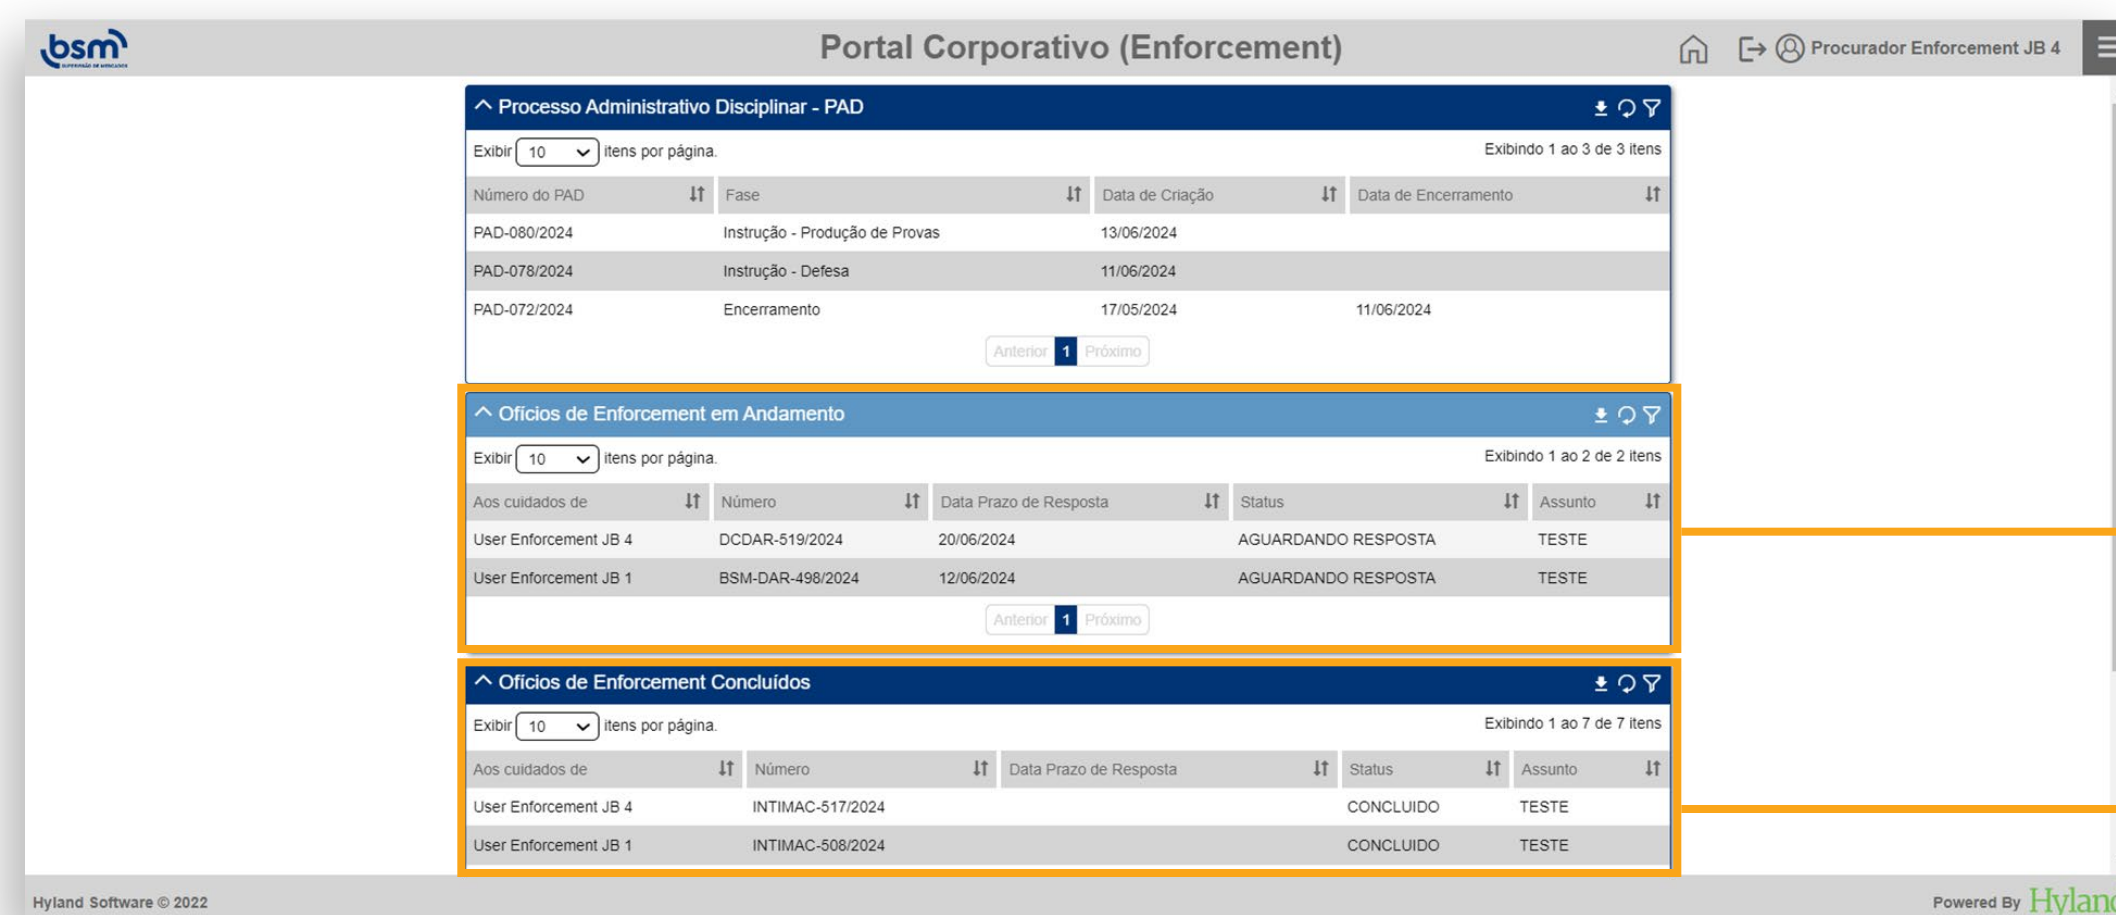 bsm
SUPERVISÃO DE MERCADOS
Portal Corporativo (Enforcement)
Procurador Enforcement JB 4
Processo Administrativo Disciplinar - PAD
Exibir 10 itens por página.
Exibindo 1 ao 3 de 3 itens
Número do PAD Fase Data de Criação Data de Encerramento
PAD-080/2024 Instrução - Produção de Provas 13/06/2024
PAD-078/2024 Instrução - Defesa 11/06/2024
PAD-072/2024 Encerramento 17/05/2024 11/06/2024
Anterior 1 Próximo
Ofícios de Enforcement em Andamento
Exibir 10 itens por página.
Exibindo 1 ao 2 de 2 itens
Aos cuidados de Número Data Prazo de Resposta Status Assunto
User Enforcement JB 4 DCDAR-519/2024 20/06/2024 AGUARDANDO RESPOSTA TESTE
User Enforcement JB 1 BSM-DAR-498/2024 12/06/2024 AGUARDANDO RESPOSTA TESTE
Anterior 1 Próximo
Ofícios de Enforcement Concluídos
Exibir 10 itens por página.
Exibindo 1 ao 7 de 7 itens
Aos cuidados de Número Data Prazo de Resposta Status Assunto
User Enforcement JB 4 INTIMAC-517/2024 CONCLUIDO TESTE
User Enforcement JB 1 INTIMAC-508/2024 CONCLUIDO TESTE
Hyland Software © 2022
Powered By Hyland